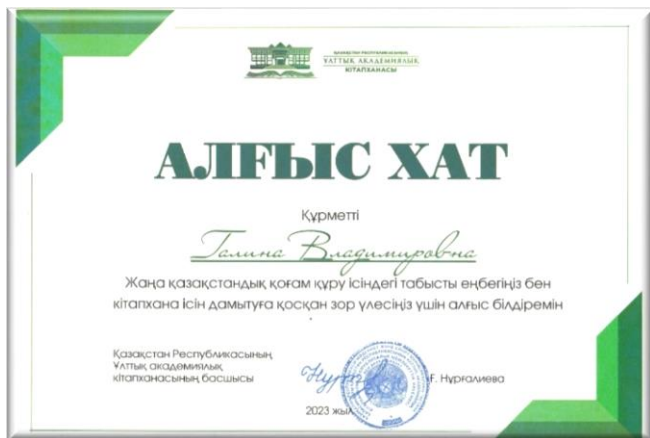 ҚАЗАҚСТАН РЕСПУБЛИКАСЫНЫҢ
ҰЛТТЫҚ АКАДЕМИЯЛЫҚ
КІТАПХАНАСЫ
АЛҒЫС ХАТ
Құрметті
Галина Владимировна
Жаңа қазақстандық қоғам құру ісіндегі табысты еңбегіңіз бен
кітапхана ісін дамытуға қосқан зор үлесіңіз үшін алғыс білдіремін
Қазақстан Республикасының
Ұлттық академиялық
кітапханасының басшысы
Ғ. Нұрғалиева
2023 жыл